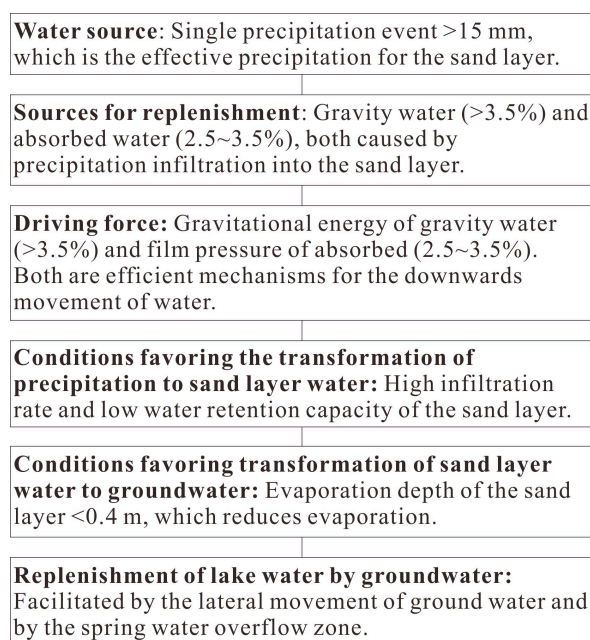 Water source: Single precipitation event >15 mm,
which is the effective precipitation for the sand layer.
Sources for replenishment: Gravity water (>3.5%) and
absorbed water (2.5~3.5%), both caused by
precipitation infiltration into the sand layer.
Driving force: Gravitational energy of gravity water
(>3.5%) and film pressure of absorbed (2.5~3.5%).
Both are efficient mechanisms for the downwards
movement of water.
Conditions favoring the transformation of
precipitation to sand layer water: High infiltration
rate and low water retention capacity of the sand layer.
Conditions favoring transformation of sand layer
water to groundwater: Evaporation depth of the sand
layer <0.4 m, which reduces evaporation.
Replenishment of lake water by groundwater:
Facilitated by the lateral movement of ground water and
by the spring water overflow zone.